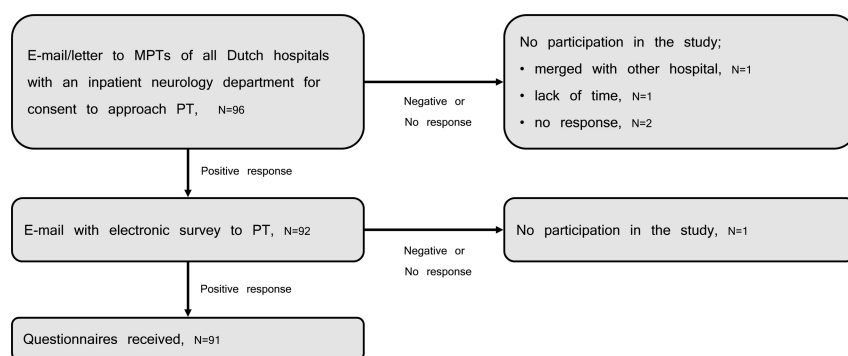 E-mail/letter to MPTs of all Dutch hospitals
with an inpatient neurology department for
consent to approach PT, N=96
Negative or
No response
No participation in the study;
• merged with other hospital, N=1
• lack of time, N=1
• no response, N=2
Positive response
E-mail with electronic survey to PT, N=92
Negative or
No response
No participation in the study, N=1
Positive response
Questionnaires received, N=91